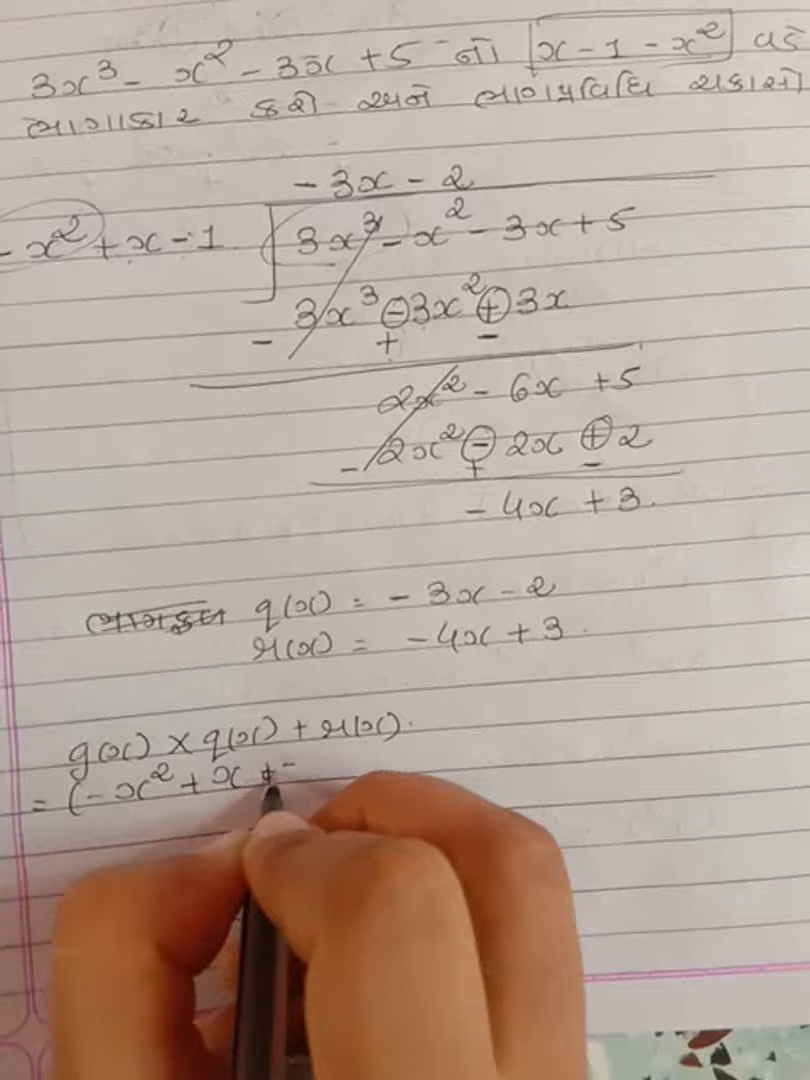 3x³ - x² - 3x + 5 નો x - 1 - x² વડે
ભાગાકાર કરો અને ભાગપ્રવિધિ ચકાસો
- 3x - 2
- x² + x - 1 3x³ - x² - 3x + 5
3x³ - 3x² + 3x
- + -
2x² - 6x + 5
2x² - 2x + 2
- + -
- 4x + 3.
q(x) = - 3x - 2
r(x) = - 4x + 3.
g(x) × q(x) + r(x).
= (- x² + x